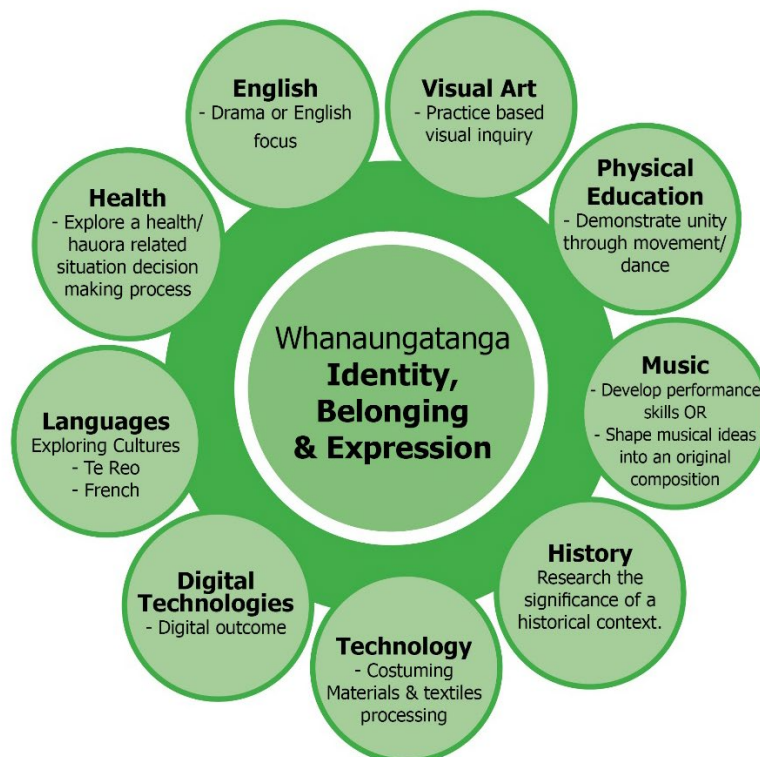 Whanaungatanga
Identity,
Belonging
& Expression
English
- Drama or English
focus
Visual Art
- Practice based
visual inquiry
Physical
Education
- Demonstrate unity
through movement/
dance
Music
- Develop performance
skills OR
- Shape musical ideas
into an original
composition
History
Research the
significance of a
historical context.
Technology
- Costuming
Materials & textiles
processing
Digital
Technologies
- Digital outcome
Languages
Exploring Cultures
- Te Reo
- French
Health
- Explore a health/
hauora related
situation decision
making process